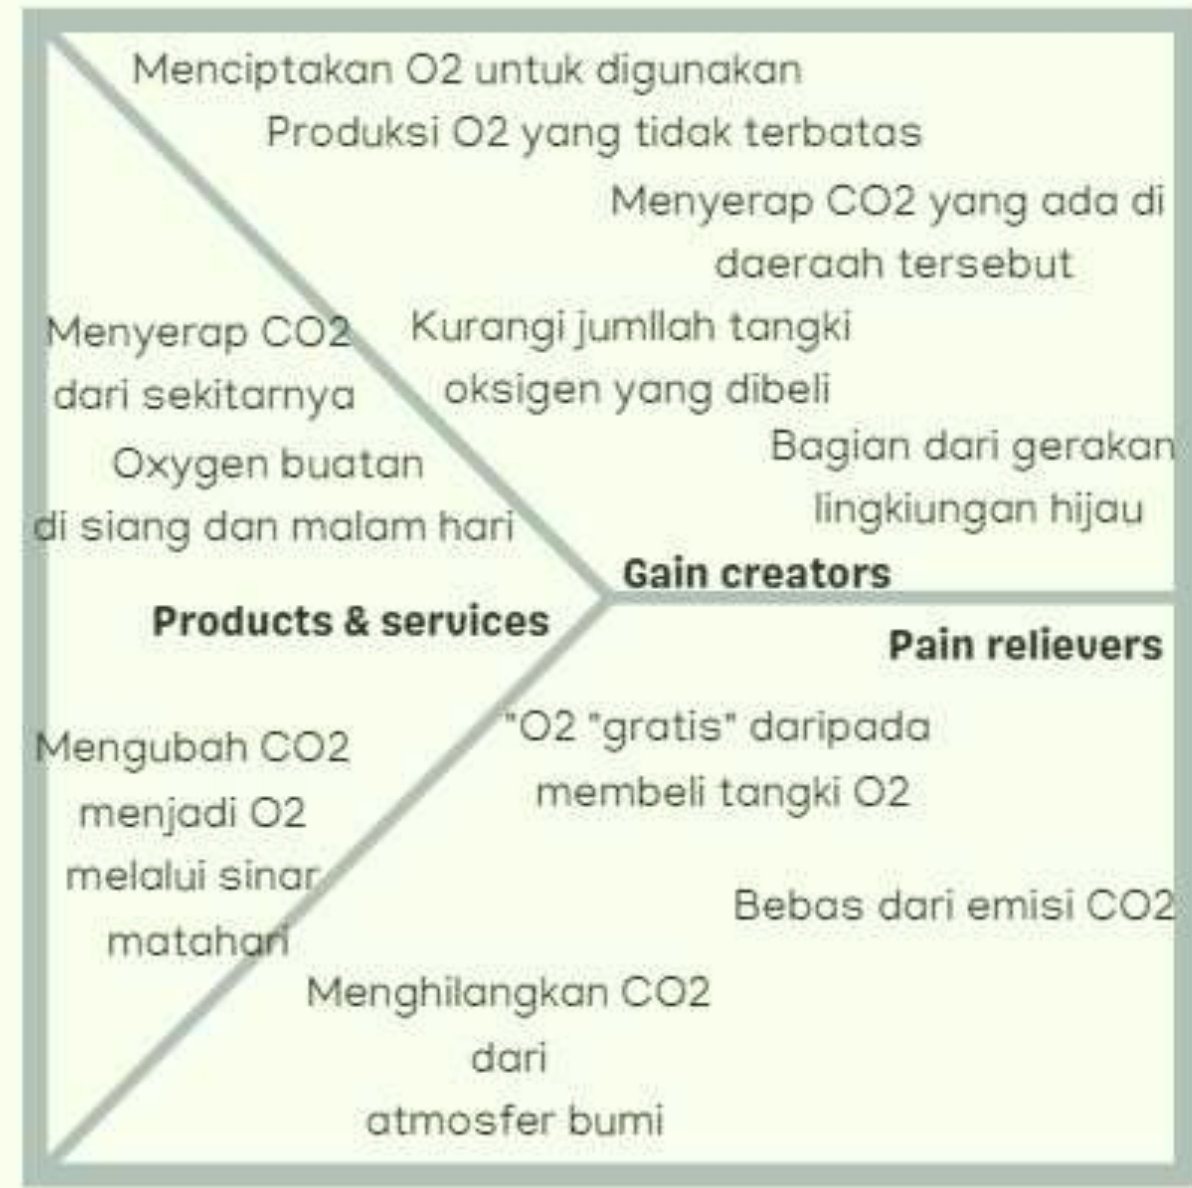 Menciptakan O2 untuk digunakan
Produksi O2 yang tidak terbatas
Menyerap CO2 yang ada di
daeraah tersebut
Kurangi jumllah tangki
oksigen yang dibeli
Bagian dari gerakan
lingkiungan hijau
Gain creators
Menyerap CO2
dari sekitarnya
Oxygen buatan
di siang dan malam hari
Products & services
Mengubah CO2
menjadi O2
melalui sinar
matahari
Pain relievers
"O2 "gratis" daripada
membeli tangki O2
Bebas dari emisi CO2
Menghilangkan CO2
dari
atmosfer bumi